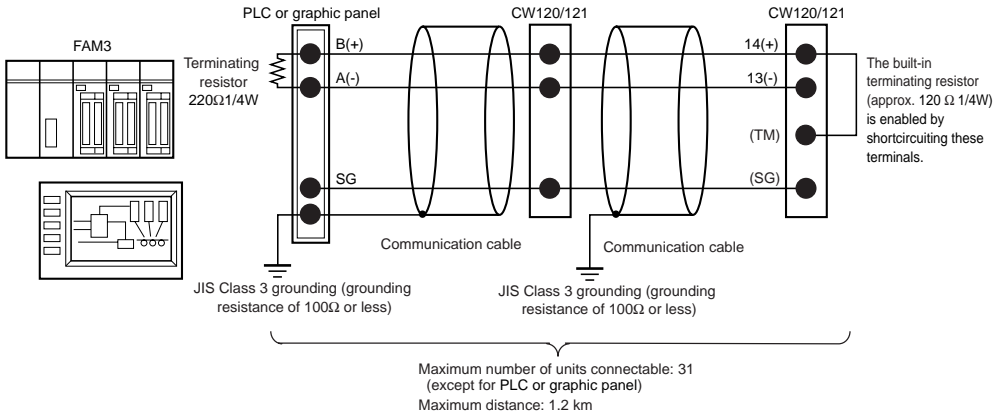 PLC or graphic panel
CW120/121
CW120/121
FAM3
B(+)
14(+)
Terminating
resistor
220Ω1/4W
A(-)
13(-)
The built-in
terminating resistor
(approx. 120 Ω 1/4W)
is enabled by
shortcircuiting these
terminals.
(TM)
SG
(SG)
Communication cable
Communication cable
JIS Class 3 grounding (grounding
resistance of 100Ω or less)
JIS Class 3 grounding (grounding
resistance of 100Ω or less)
Maximum number of units connectable: 31
(except for PLC or graphic panel)
Maximum distance: 1.2 km